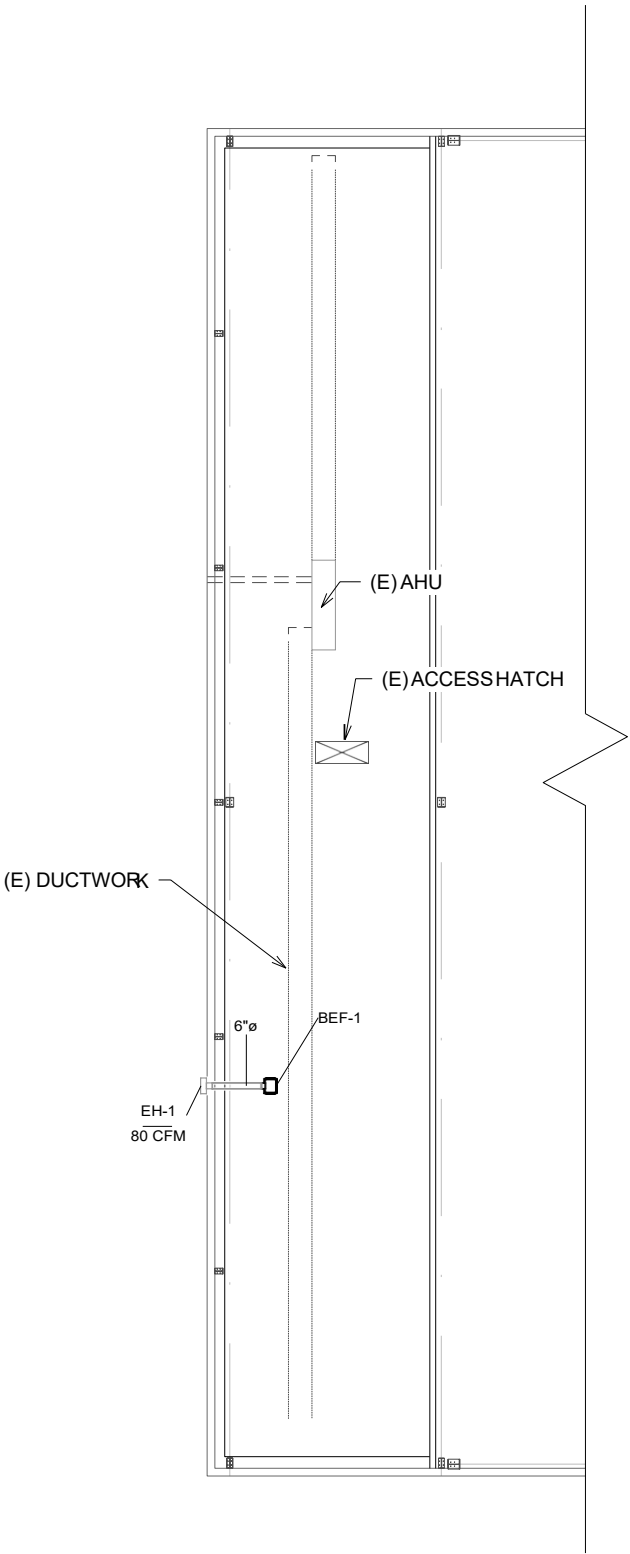 (E) AHU
(E) ACCESS HATCH
(E) DUCTWORK
6"ø
BEF-1
EH-1
80 CFM